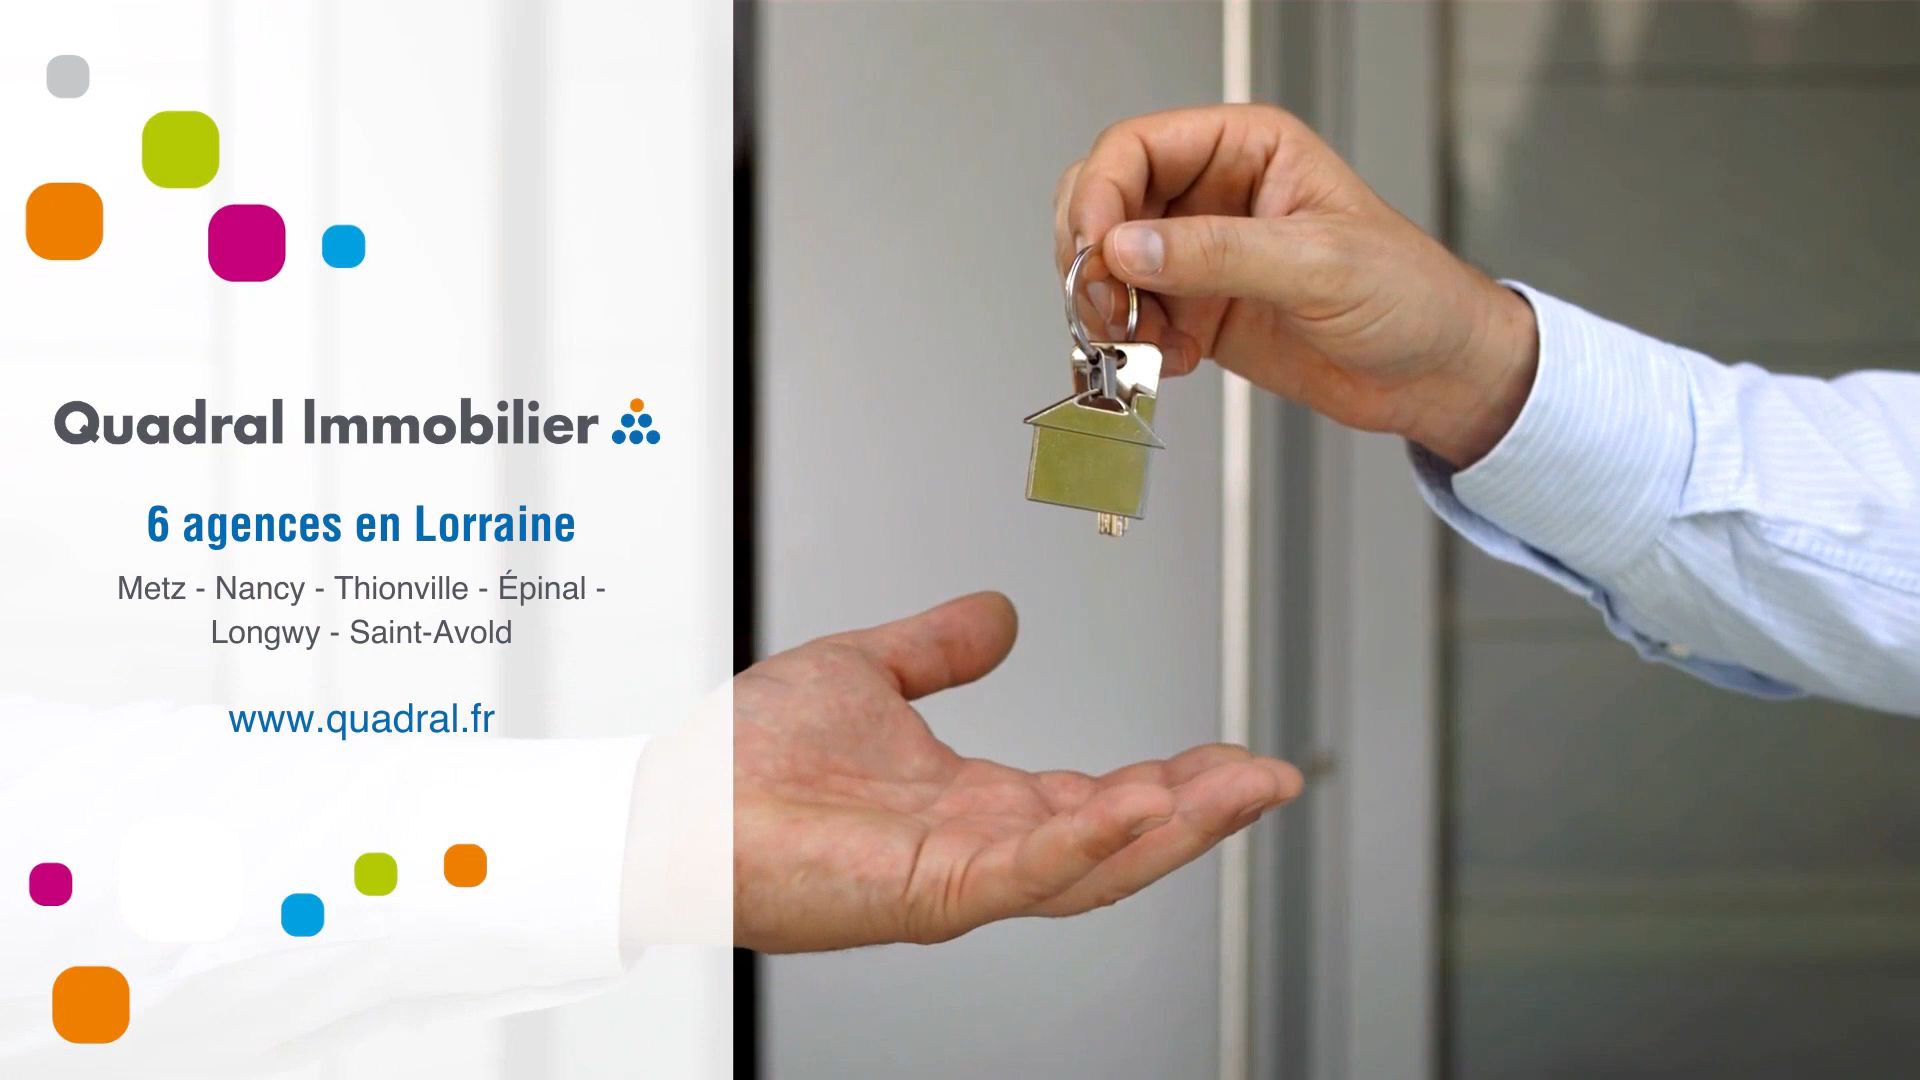 Quadral Immobilier
6 agences en Lorraine
Metz - Nancy - Thionville - Épinal -
Longwy - Saint-Avold
www.quadral.fr